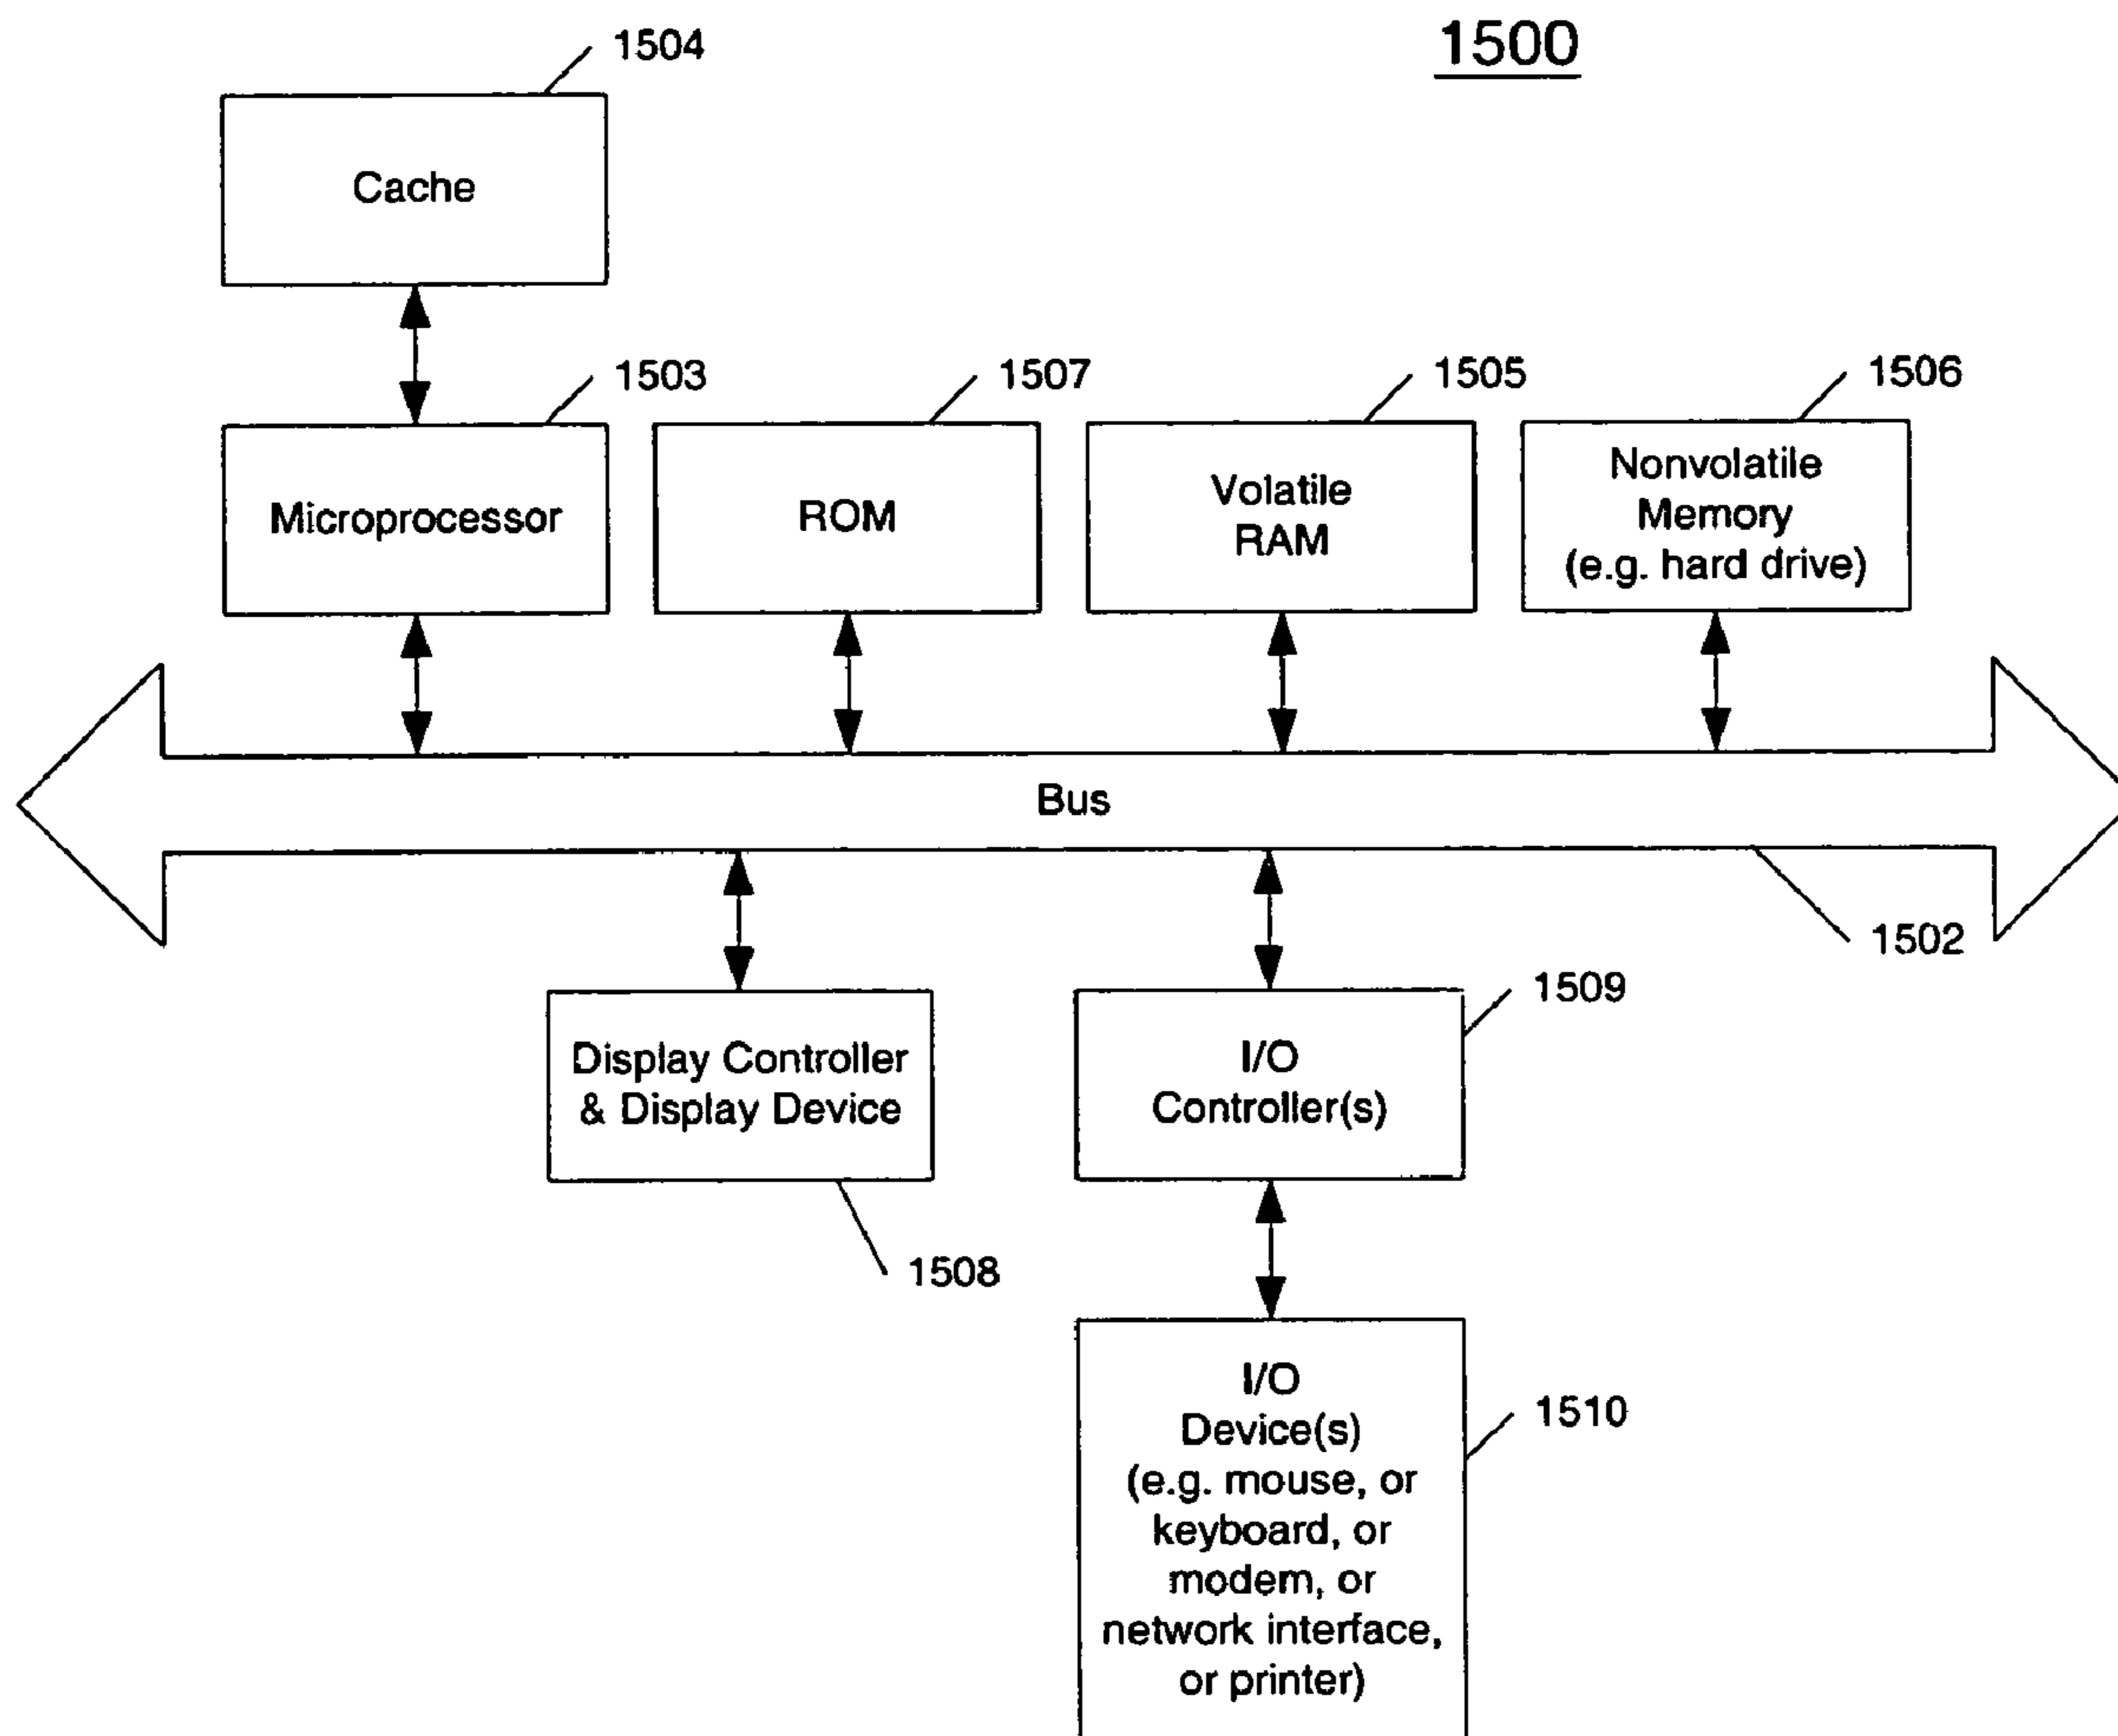 1500
1504
Cache
1503
1507
1505
1506
Microprocessor
ROM
Volatile
RAM
Nonvolatile
Memory
(e.g. hard drive)
Bus
1502
1509
Display Controller
& Display Device
I/O
Controller(s)
1508
I/O
Device(s)
(e.g. mouse, or
keyboard, or
modem, or
network interface,
or printer)
1510